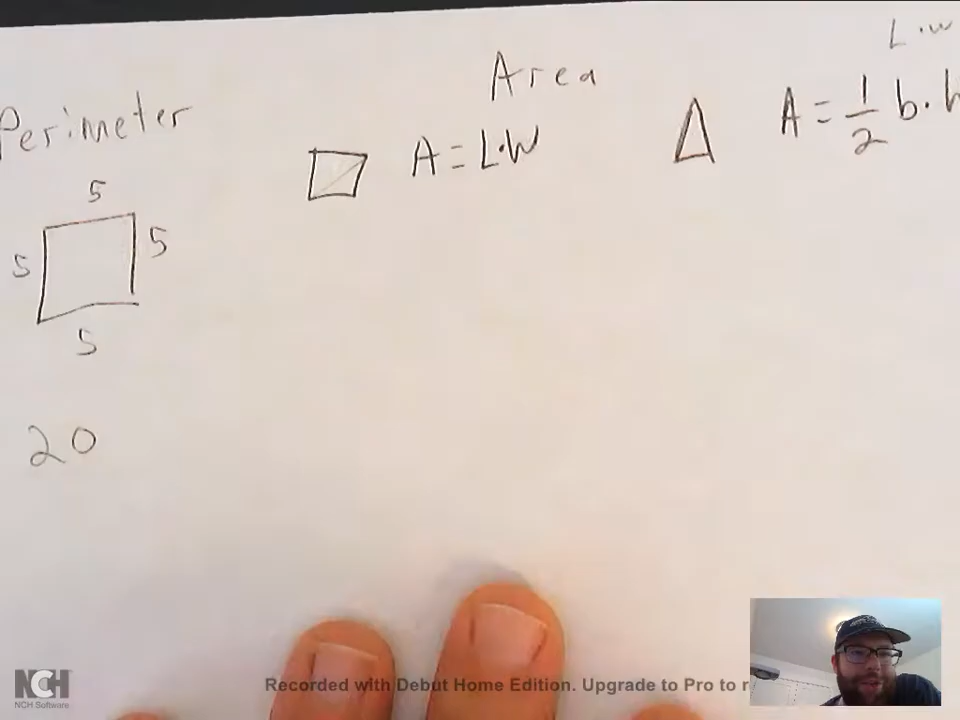 Perimeter
5
5
5
5
20
Area
A = L·W
L·W
A = 1/2 b·h
NCH
NCH Software
Recorded with Debut Home Edition. Upgrade to Pro to r